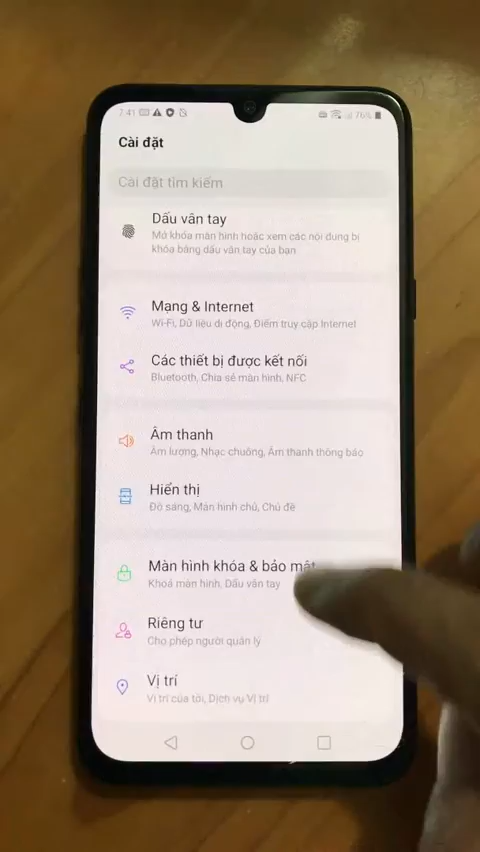 7:41
76%
Cài đặt
Cài đặt tìm kiếm
Dấu vân tay
Mở khóa màn hình hoặc xem các nội dung bị
khóa bằng dấu vân tay của bạn
Mạng & Internet
Wi-Fi, Dữ liệu di động, Điểm truy cập Internet
Các thiết bị được kết nối
Bluetooth, Chia sẻ màn hình, NFC
Âm thanh
Âm lượng, Nhạc chuông, Âm thanh thông báo
Hiển thị
Độ sáng, Màn hình chủ, Chủ đề
Màn hình khóa & bảo mật
Khoá màn hình, Dấu vân tay
Riêng tư
Cho phép người quản lý
Vị trí
Vị trí của tôi, Dịch vụ Vị trí